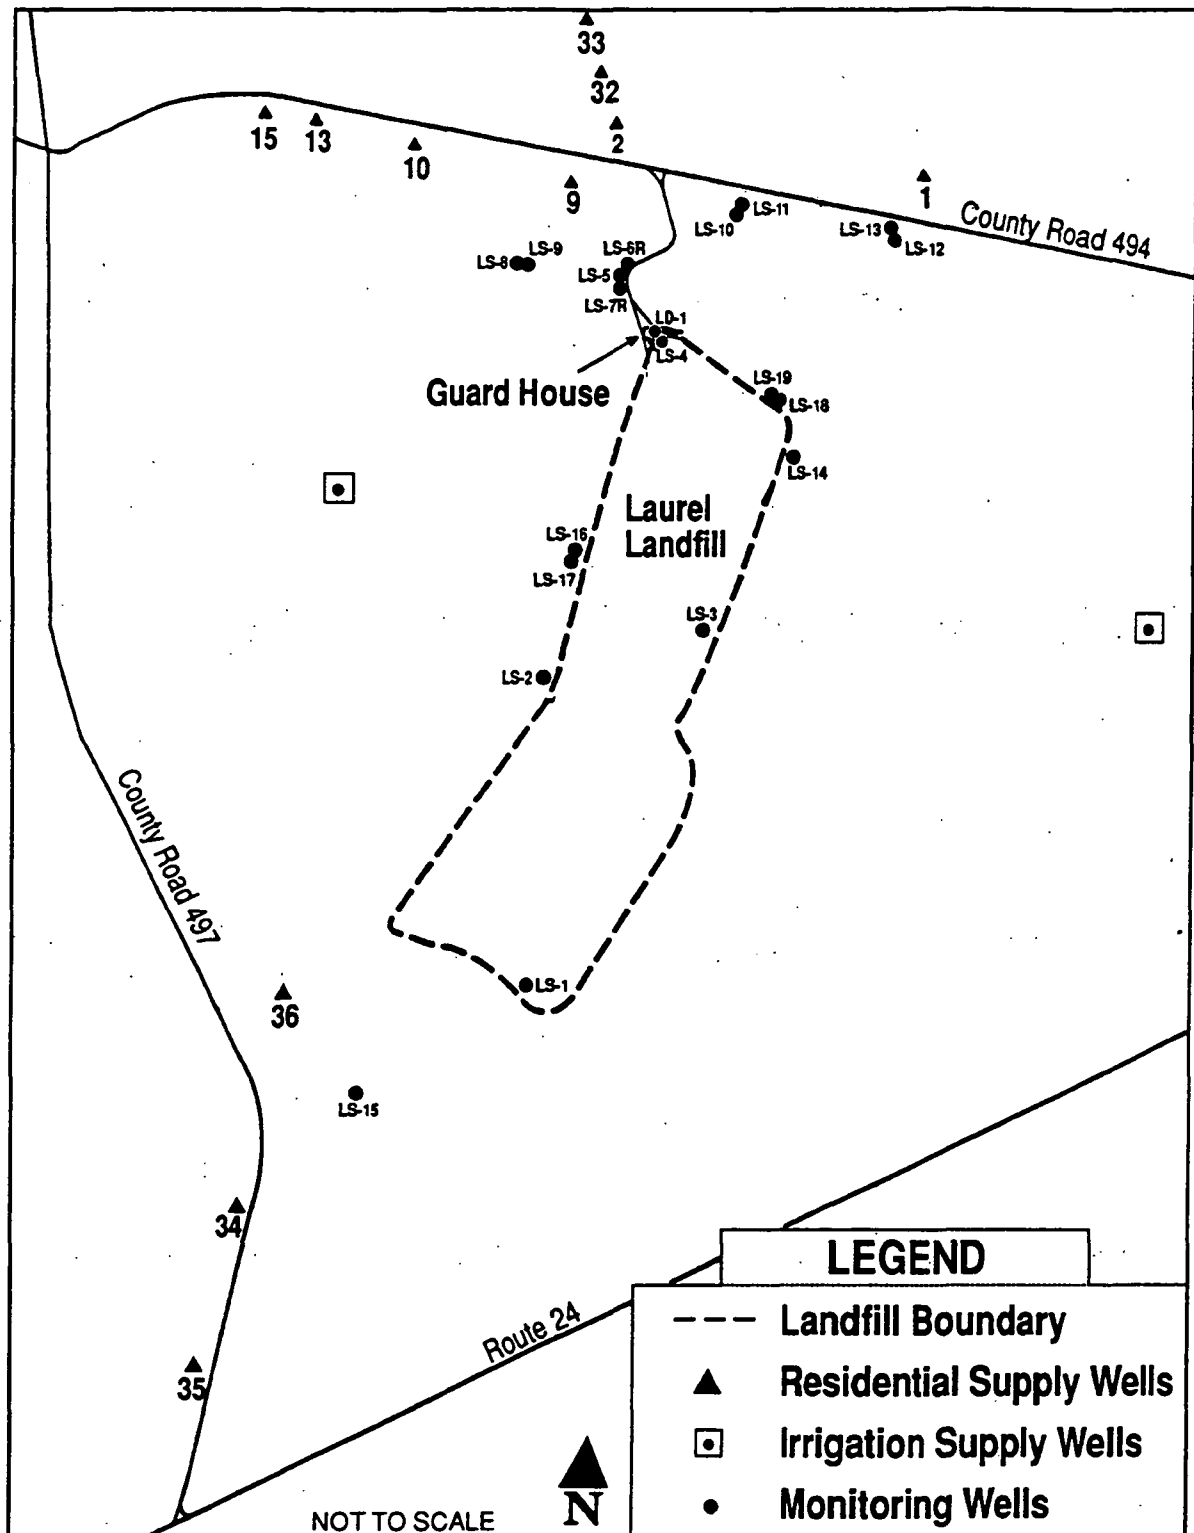 33
32
2
15
13
10
9
1
County Road 494
LS-11
LS-10
LS-13
LS-12
LS-8
LS-9
LS-6R
LS-5
LS-7R
LD-1
LS-4
Guard House
LS-19
LS-18
LS-14
Laurel
Landfill
LS-16
LS-17
LS-3
LS-2
County Road 497
LS-1
36
LS-15
34
35
Route 24
N
NOT TO SCALE
LEGEND
Landfill Boundary
Residential Supply Wells
Irrigation Supply Wells
Monitoring Wells